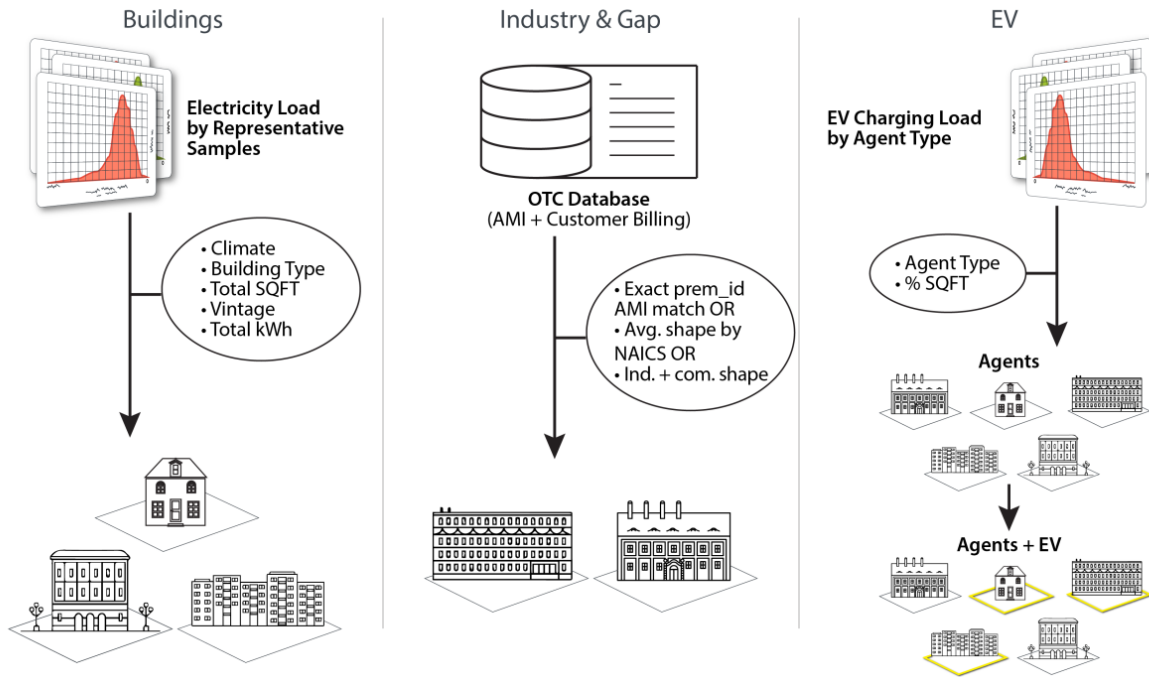 Buildings
Electricity Load
by Representative
Samples
• Climate
• Building Type
• Total SQFT
• Vintage
• Total kWh
Industry & Gap
OTC Database
(AMI + Customer Billing)
• Exact prem_id
AMI match OR
• Avg. shape by
NAICS OR
• Ind. + com. shape
EV
EV Charging Load
by Agent Type
• Agent Type
• % SQFT
Agents
Agents + EV